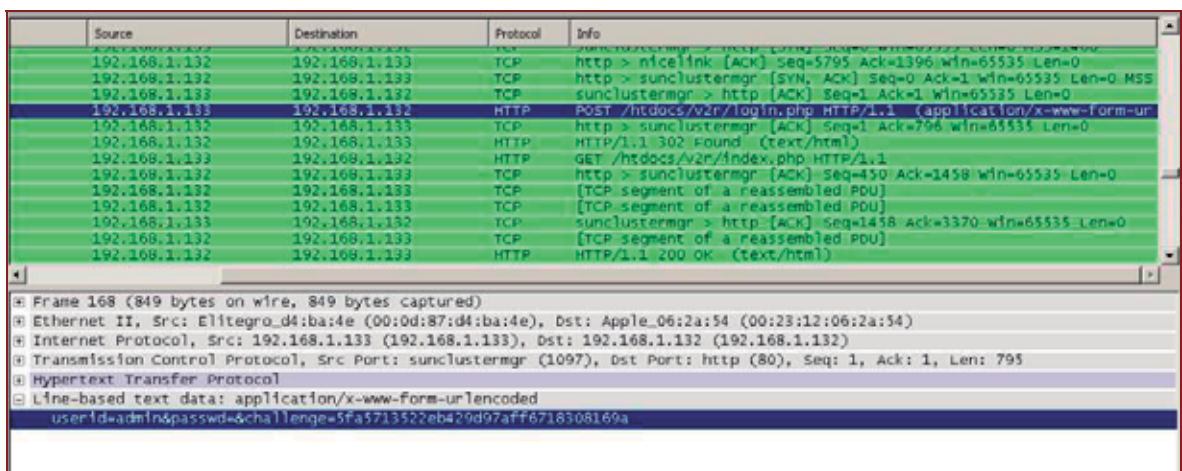 Source Destination Protocol Info
192.168.1.132 192.168.1.133 TCP http > nicelink [ACK] Seq=5795 Ack=1396 Win=65535 Len=0
192.168.1.132 192.168.1.133 TCP http > sunclustermgr [SYN, ACK] Seq=0 Ack=1 Win=65535 Len=0 MSS
192.168.1.133 192.168.1.132 TCP sunclustermgr > http [ACK] Seq=1 Ack=1 Win=65535 Len=0
192.168.1.133 192.168.1.132 HTTP POST /htdocs/v2r/login.php HTTP/1.1 (application/x-www-form-ur
192.168.1.132 192.168.1.133 TCP http > sunclustermgr [ACK] Seq=1 Ack=796 Win=65535 Len=0
192.168.1.132 192.168.1.133 HTTP HTTP/1.1 302 Found (text/html)
192.168.1.133 192.168.1.132 HTTP GET /htdocs/v2r/index.php HTTP/1.1
192.168.1.132 192.168.1.133 TCP http > sunclustermgr [ACK] Seq=450 Ack=1458 Win=65535 Len=0
192.168.1.132 192.168.1.133 TCP [TCP segment of a reassembled PDU]
192.168.1.132 192.168.1.133 TCP [TCP segment of a reassembled PDU]
192.168.1.133 192.168.1.132 TCP sunclustermgr > http [ACK] Seq=1458 Ack=3370 Win=65535 Len=0
192.168.1.132 192.168.1.133 TCP [TCP segment of a reassembled PDU]
192.168.1.132 192.168.1.133 HTTP HTTP/1.1 200 OK (text/html)
Frame 168 (849 bytes on wire, 849 bytes captured)
Ethernet II, Src: Elitegro_d4:ba:4e (00:0d:87:d4:ba:4e), Dst: Apple_06:2a:54 (00:23:12:06:2a:54)
Internet Protocol, Src: 192.168.1.133 (192.168.1.133), Dst: 192.168.1.132 (192.168.1.132)
Transmission Control Protocol, Src Port: sunclustermgr (1097), Dst Port: http (80), Seq: 1, Ack: 1, Len: 795
Hypertext Transfer Protocol
Line-based text data: application/x-www-form-urlencoded
userid=admin&passwd=&challenge=5fa5713522eb429d97aff6718308169a